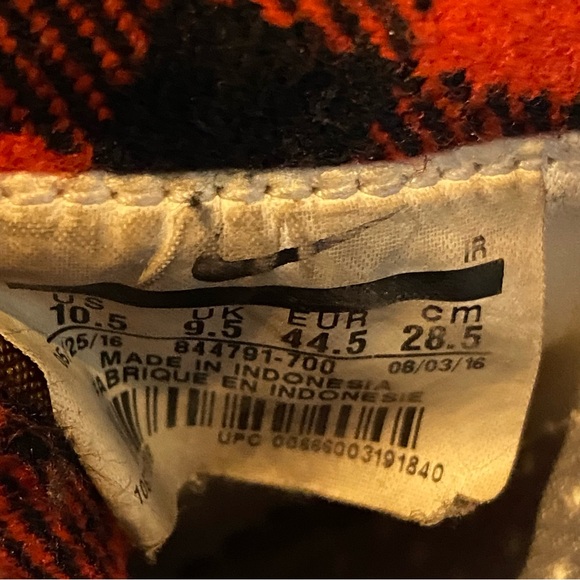 IR
US UK EUR cm
10.5 9.5 44.5 28.5
5/25/16 844791-700 08/03/16
MADE IN INDONESIA
FABRIQUE EN INDONESIE
UPC 00666003191840